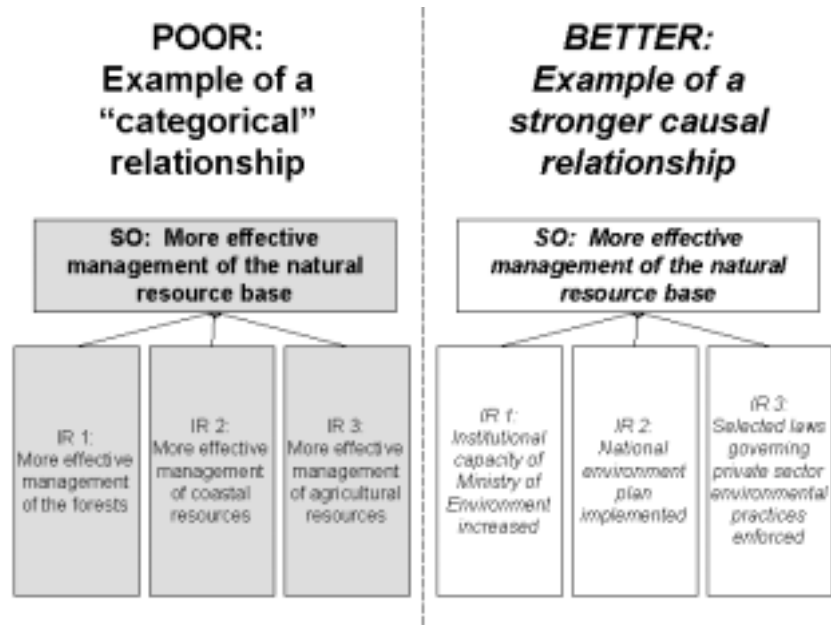 POOR:
Example of a
“categorical”
relationship
SO: More effective
management of the natural
resource base
IR 1:
More effective
management
of the forests
IR 2:
More effective
management
of coastal
resources
IR 3:
More effective
management
of agricultural
resources
BETTER:
Example of a
stronger causal
relationship
SO: More effective
management of the natural
resource base
IR 1:
Institutional
capacity of
Ministry of
Environment
increased
IR 2:
National
environment
plan
implemented
IR 3:
Selected laws
governing
private sector
environmental
practices
enforced